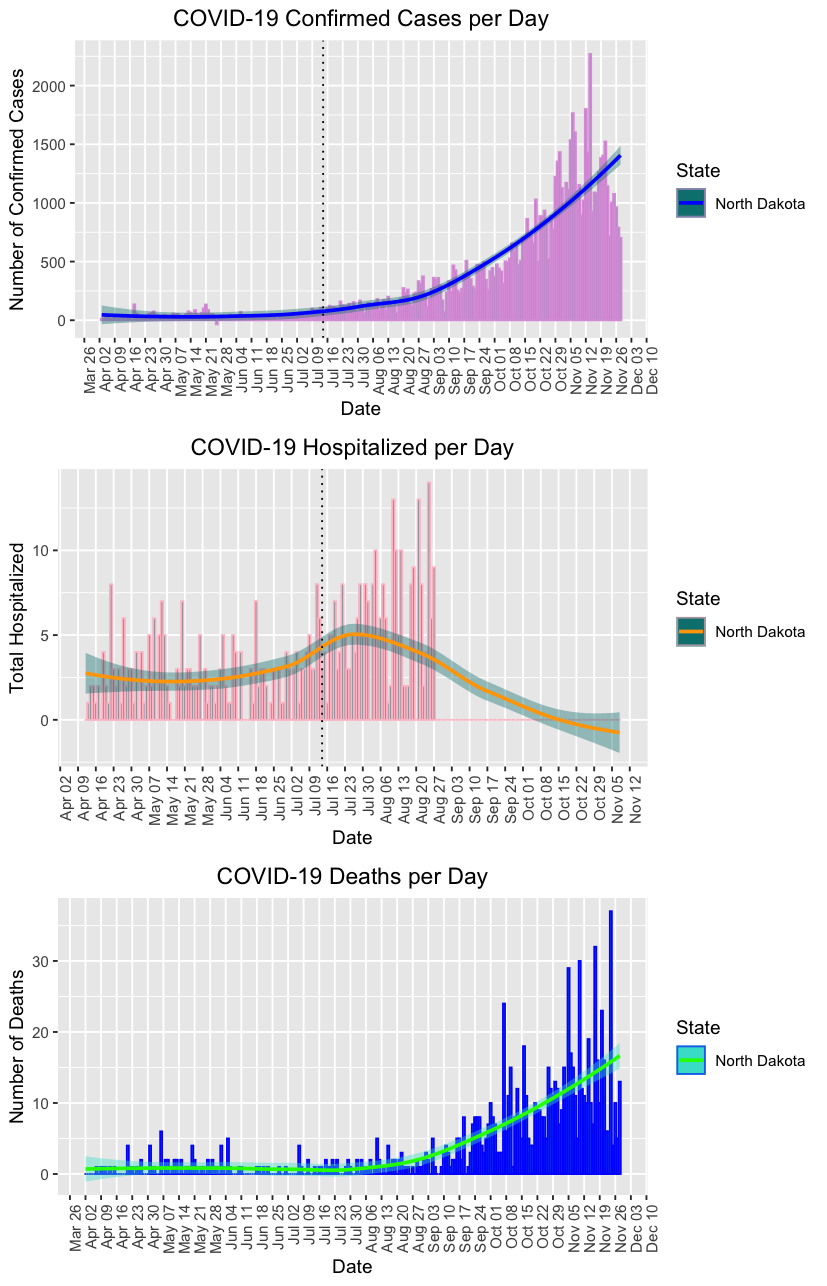 COVID-19 Confirmed Cases per Day
Number of Confirmed Cases
2000
1500
1000
500
0
Mar 26
Apr 02
Apr 09
Apr 16
Apr 23
Apr 30
May 07
May 14
May 21
May 28
Jun 04
Jun 11
Jun 18
Jun 25
Jul 02
Jul 09
Jul 16
Jul 23
Jul 30
Aug 06
Aug 13
Aug 20
Aug 27
Sep 03
Sep 10
Sep 17
Sep 24
Oct 01
Oct 08
Oct 15
Oct 22
Oct 29
Nov 05
Nov 12
Nov 19
Nov 26
Dec 03
Dec 10
Date
State
North Dakota
COVID-19 Hospitalized per Day
Total Hospitalized
10
5
0
Apr 02
Apr 09
Apr 16
Apr 23
Apr 30
May 07
May 14
May 21
May 28
Jun 04
Jun 11
Jun 18
Jun 25
Jul 02
Jul 09
Jul 16
Jul 23
Jul 30
Aug 06
Aug 13
Aug 20
Aug 27
Sep 03
Sep 10
Sep 17
Sep 24
Oct 01
Oct 08
Oct 15
Oct 22
Oct 29
Nov 05
Nov 12
Date
State
North Dakota
COVID-19 Deaths per Day
Number of Deaths
30
20
10
0
Mar 26
Apr 02
Apr 09
Apr 16
Apr 23
Apr 30
May 07
May 14
May 21
May 28
Jun 04
Jun 11
Jun 18
Jun 25
Jul 02
Jul 09
Jul 16
Jul 23
Jul 30
Aug 06
Aug 13
Aug 20
Aug 27
Sep 03
Sep 10
Sep 17
Sep 24
Oct 01
Oct 08
Oct 15
Oct 22
Oct 29
Nov 05
Nov 12
Nov 19
Nov 26
Dec 03
Dec 10
Date
State
North Dakota